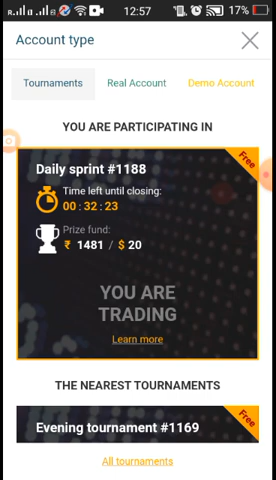 12:57
17%
Account type
Tournaments
Real Account
Demo Account
YOU ARE PARTICIPATING IN
Free
Daily sprint #1188
Time left until closing:
00 : 32 : 23
Prize fund:
₹ 1481 / $ 20
YOU ARE
TRADING
Learn more
THE NEAREST TOURNAMENTS
Free
Evening tournament #1169
All tournaments